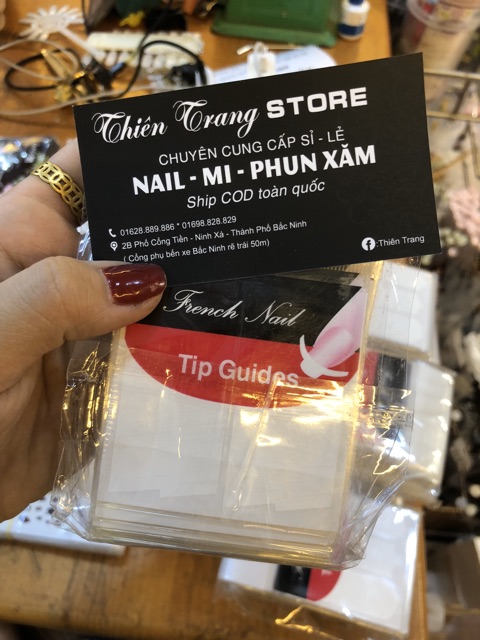 Thiên Trang STORE
CHUYÊN CUNG CẤP SỈ - LẺ
NAIL - MI - PHUN XĂM
Ship COD toàn quốc
01628.889.886 * 01698.828.829
2B Phố Cổng Tiền - Ninh Xá - Thành Phố Bắc Ninh
( Cổng phụ bến xe Bắc Ninh rẽ trái 50m)
:Thiên Trang
French Nail
Tip Guides